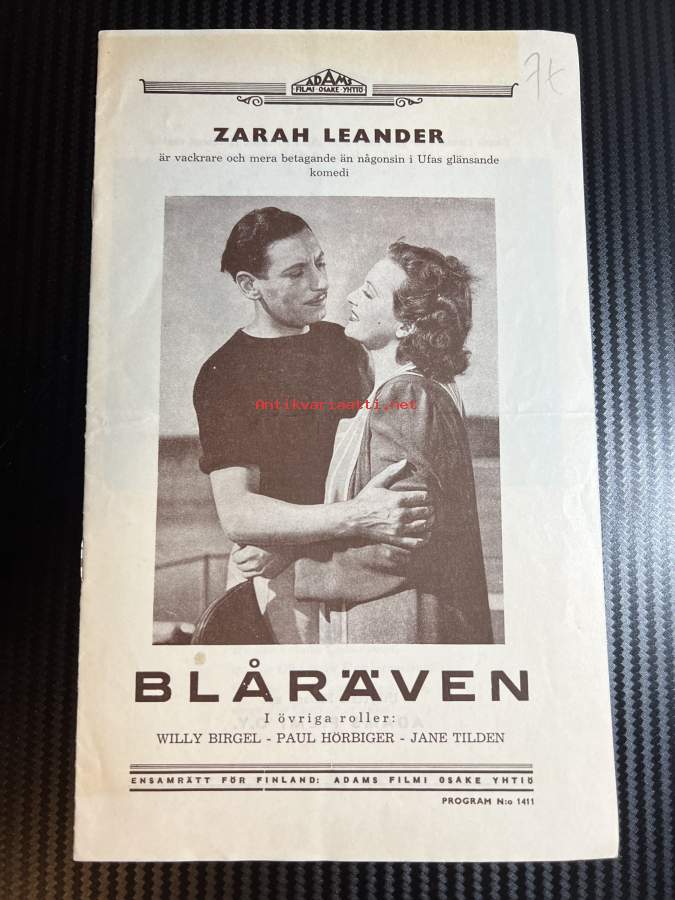 ADAMS
FILMI · OSAKE · YHTIÖ
ZARAH LEANDER
är vackrare och mera betagande än någonsin i Ufas glänsande
komedi
Antikvariaatti.net
BLÅRÄVEN
I övriga roller:
WILLY BIRGEL - PAUL HÖRBIGER - JANE TILDEN
ENSAMRÄTT FÖR FINLAND: ADAMS FILMI OSAKE YHTIÖ
PROGRAM N:o 1411